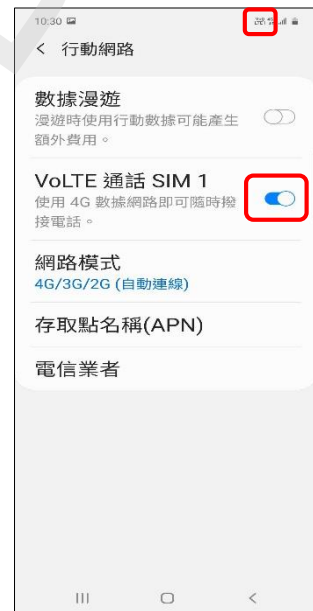 10:30
行動網路
數據漫遊
漫遊時使用行動數據可能產生
額外費用。
VoLTE 通話 SIM 1
使用 4G 數據網路即可隨時撥
接電話。
網路模式
4G/3G/2G (自動連線)
存取點名稱(APN)
電信業者